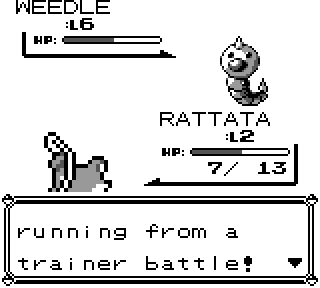 WEEDLE
:L6
HP:
RATTATA
:L2
HP:
7/ 13
running from a
trainer battle!